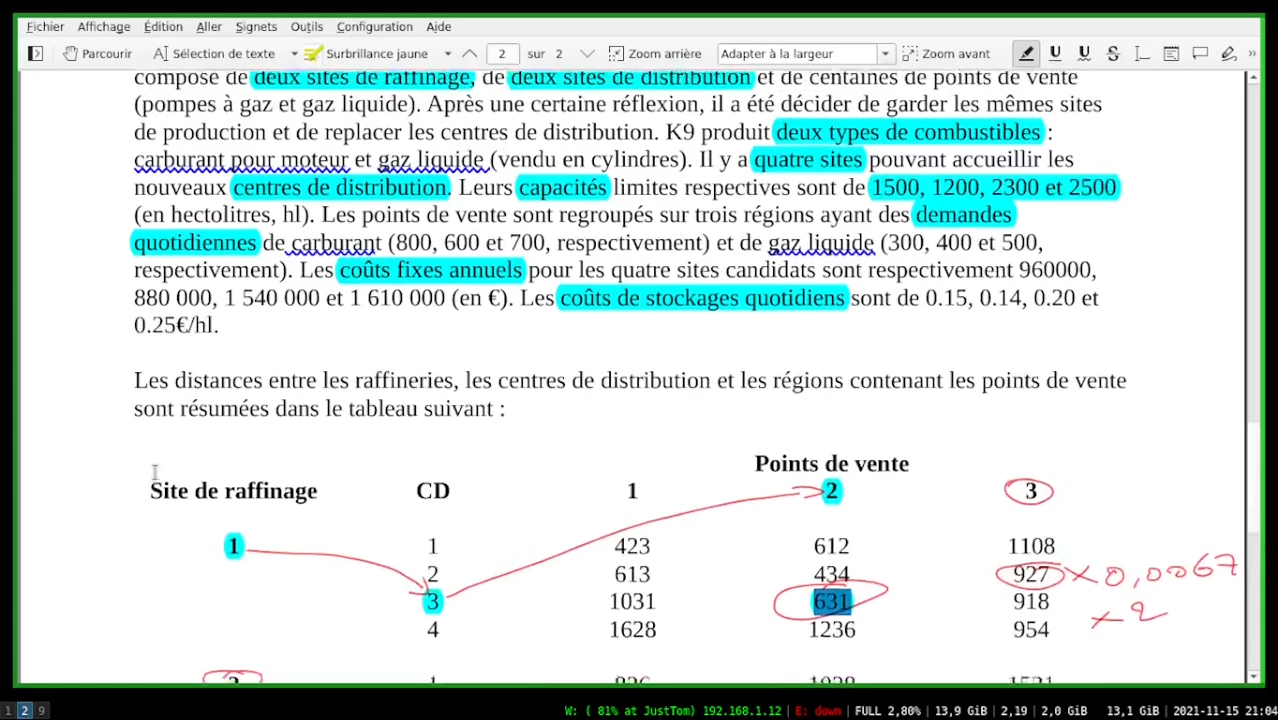 Fichier Affichage Édition Aller Signets Outils Configuration Aide
Parcourir Sélection de texte Surbrillance jaune 2 sur 2 Zoom arrière Adapter à la largeur Zoom avant
composé de deux sites de raffinage, de deux sites de distribution et de centaines de points de vente
(pompes à gaz et gaz liquide). Après une certaine réflexion, il a été décider de garder les mêmes sites
de production et de replacer les centres de distribution. K9 produit deux types de combustibles :
carburant pour moteur et gaz liquide (vendu en cylindres). Il y a quatre sites pouvant accueillir les
nouveaux centres de distribution. Leurs capacités limites respectives sont de 1500, 1200, 2300 et 2500
(en hectolitres, hl). Les points de vente sont regroupés sur trois régions ayant des demandes
quotidiennes de carburant (800, 600 et 700, respectivement) et de gaz liquide (300, 400 et 500,
respectivement). Les coûts fixes annuels pour les quatre sites candidats sont respectivement 960000,
880 000, 1 540 000 et 1 610 000 (en €). Les coûts de stockages quotidiens sont de 0.15, 0.14, 0.20 et
0.25€/hl.
Les distances entre les raffineries, les centres de distribution et les régions contenant les points de vente
sont résumées dans le tableau suivant :
Points de vente
Site de raffinage CD 1 2 3
1 1 423 612 1108
2 613 434 927 × 0,0067
3 1031 631 918
× 2
4 1628 1236 954
2 1
1 2 9 W: ( 81% at JustTom) 192.168.1.12 | E: down | FULL 2,80% | 13,9 GiB | 2,19 | 2,0 GiB | 13,1 GiB | 2021-11-15 21:04